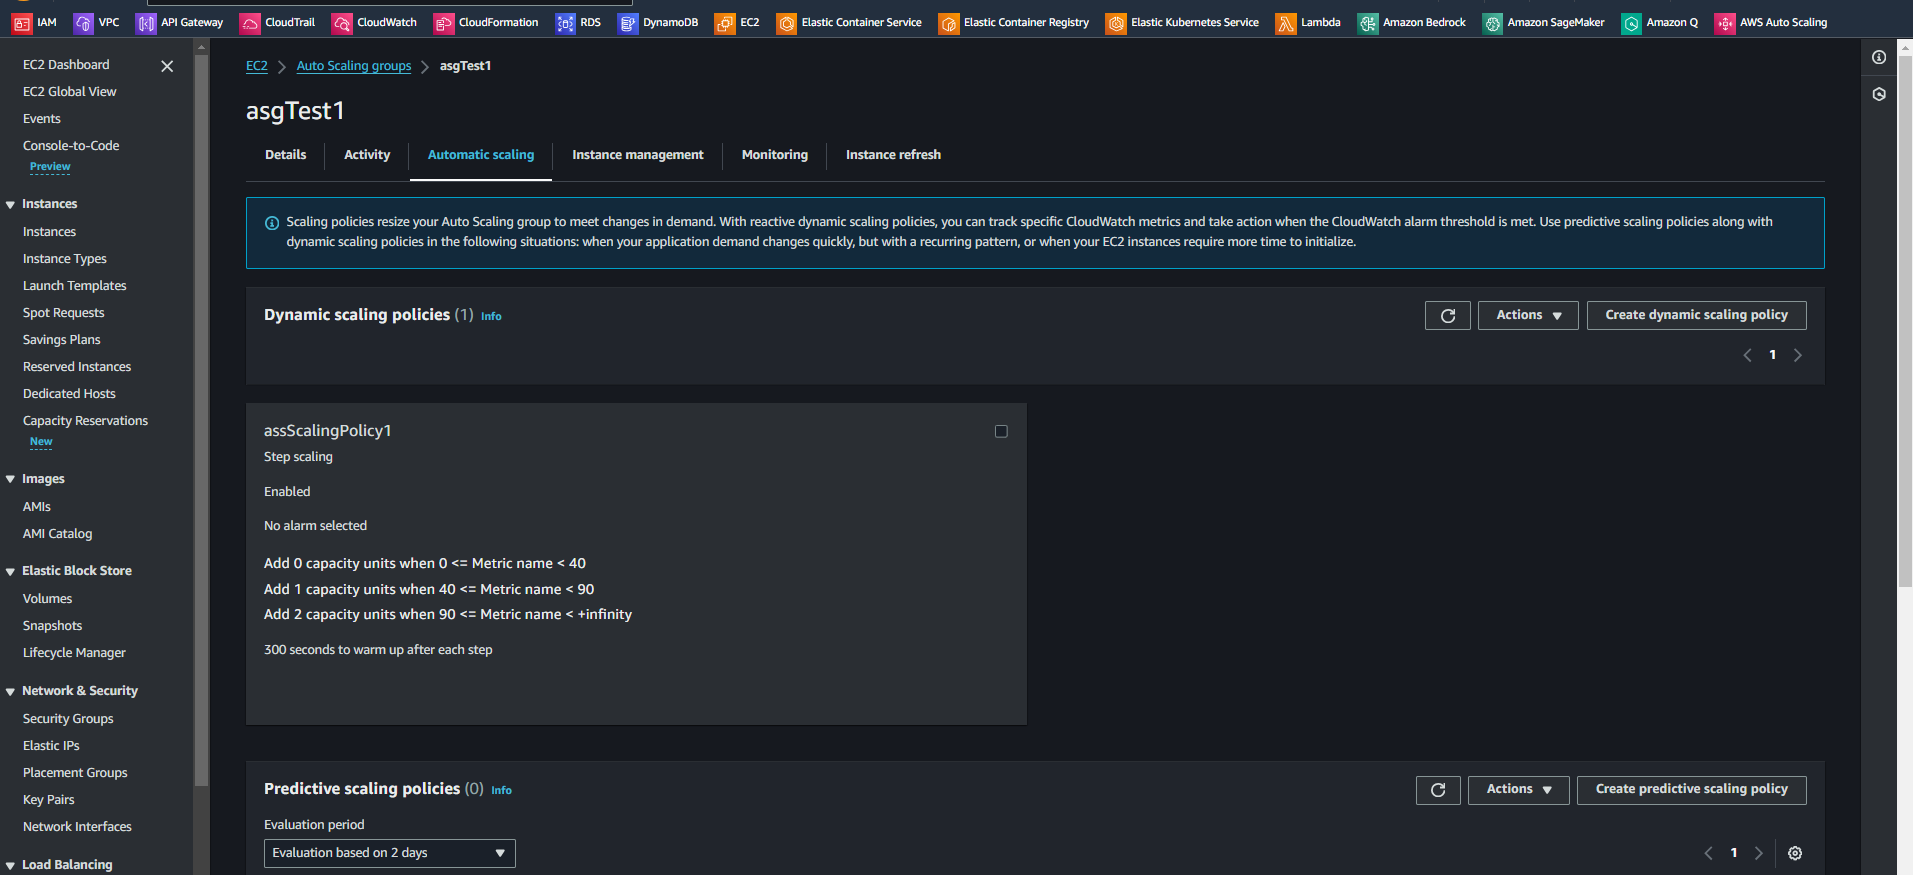 IAM VPC API Gateway CloudTrail CloudWatch CloudFormation RDS DynamoDB EC2 Elastic Container Service Elastic Container Registry Elastic Kubernetes Service Lambda Amazon Bedrock Amazon SageMaker Amazon Q AWS Auto Scaling
EC2 Dashboard
EC2 Global View
Events
Console-to-Code
Preview
Instances
Instances
Instance Types
Launch Templates
Spot Requests
Savings Plans
Reserved Instances
Dedicated Hosts
Capacity Reservations
New
Images
AMIs
AMI Catalog
Elastic Block Store
Volumes
Snapshots
Lifecycle Manager
Network & Security
Security Groups
Elastic IPs
Placement Groups
Key Pairs
Network Interfaces
Load Balancing
EC2 > Auto Scaling groups > asgTest1
asgTest1
Details Activity Automatic scaling Instance management Monitoring Instance refresh
Scaling policies resize your Auto Scaling group to meet changes in demand. With reactive dynamic scaling policies, you can track specific CloudWatch metrics and take action when the CloudWatch alarm threshold is met. Use predictive scaling policies along with
dynamic scaling policies in the following situations: when your application demand changes quickly, but with a recurring pattern, or when your EC2 instances require more time to initialize.
Dynamic scaling policies (1) Info Actions Create dynamic scaling policy
1
assScalingPolicy1
Step scaling
Enabled
No alarm selected
Add 0 capacity units when 0 <= Metric name < 40
Add 1 capacity units when 40 <= Metric name < 90
Add 2 capacity units when 90 <= Metric name < +infinity
300 seconds to warm up after each step
Predictive scaling policies (0) Info Actions Create predictive scaling policy
Evaluation period
Evaluation based on 2 days 1